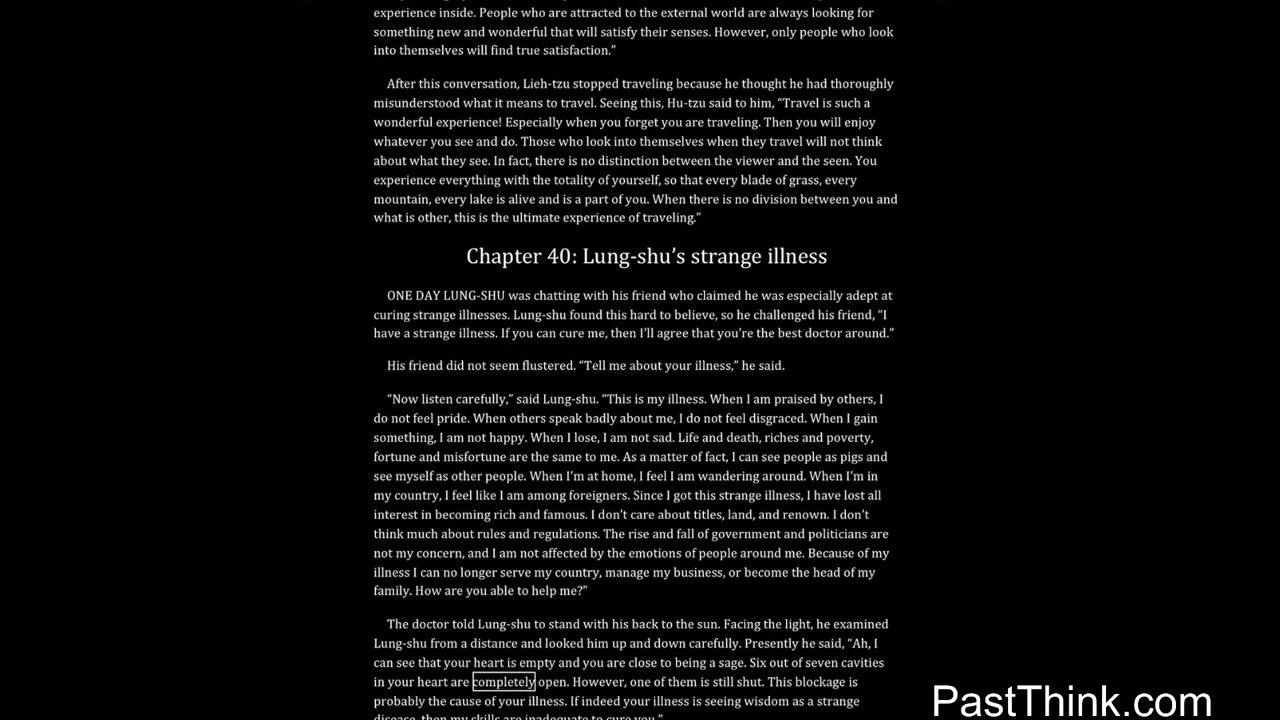 experience inside. People who are attracted to the external world are always looking for
something new and wonderful that will satisfy their senses. However, only people who look
into themselves will find true satisfaction.”
After this conversation, Lieh-tzu stopped traveling because he thought he had thoroughly
misunderstood what it means to travel. Seeing this, Hu-tzu said to him, “Travel is such a
wonderful experience! Especially when you forget you are traveling. Then you will enjoy
whatever you see and do. Those who look into themselves when they travel will not think
about what they see. In fact, there is no distinction between the viewer and the seen. You
experience everything with the totality of yourself, so that every blade of grass, every
mountain, every lake is alive and is a part of you. When there is no division between you and
what is other, this is the ultimate experience of traveling.”
Chapter 40: Lung-shu’s strange illness
ONE DAY LUNG-SHU was chatting with his friend who claimed he was especially adept at
curing strange illnesses. Lung-shu found this hard to believe, so he challenged his friend, “I
have a strange illness. If you can cure me, then I’ll agree that you’re the best doctor around.”
His friend did not seem flustered. “Tell me about your illness,” he said.
“Now listen carefully,” said Lung-shu. “This is my illness. When I am praised by others, I
do not feel pride. When others speak badly about me, I do not feel disgraced. When I gain
something, I am not happy. When I lose, I am not sad. Life and death, riches and poverty,
fortune and misfortune are the same to me. As a matter of fact, I can see people as pigs and
see myself as other people. When I’m at home, I feel I am wandering around. When I’m in
my country, I feel like I am among foreigners. Since I got this strange illness, I have lost all
interest in becoming rich and famous. I don’t care about titles, land, and renown. I don’t
think much about rules and regulations. The rise and fall of government and politicians are
not my concern, and I am not affected by the emotions of people around me. Because of my
illness I can no longer serve my country, manage my business, or become the head of my
family. How are you able to help me?”
The doctor told Lung-shu to stand with his back to the sun. Facing the light, he examined
Lung-shu from a distance and looked him up and down carefully. Presently he said, “Ah, I
can see that your heart is empty and you are close to being a sage. Six out of seven cavities
in your heart are completely open. However, one of them is still shut. This blockage is
probably the cause of your illness. If indeed your illness is seeing wisdom as a strange
disease, then my skills are inadequate to cure you.”
PastThink.com